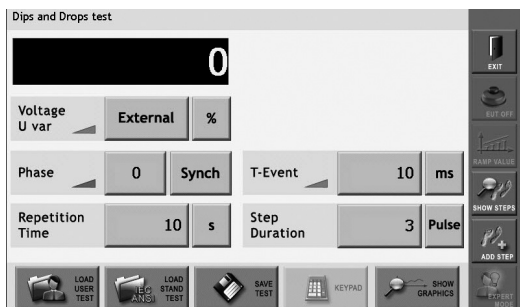 Dips and Drops test
0
EXIT
Voltage
U var
External
%
EUT OFF
RAMP VALUE
Phase
0
Synch
T-Event
10
ms
SHOW STEPS
Repetition
Time
10
s
Step
Duration
3
Pulse
ADD STEP
LOAD
USER
TEST
IEC
ANSI
LOAD
STAND
TEST
SAVE
TEST
KEYPAD
SHOW
GRAPHICS
EXPERT
MODE